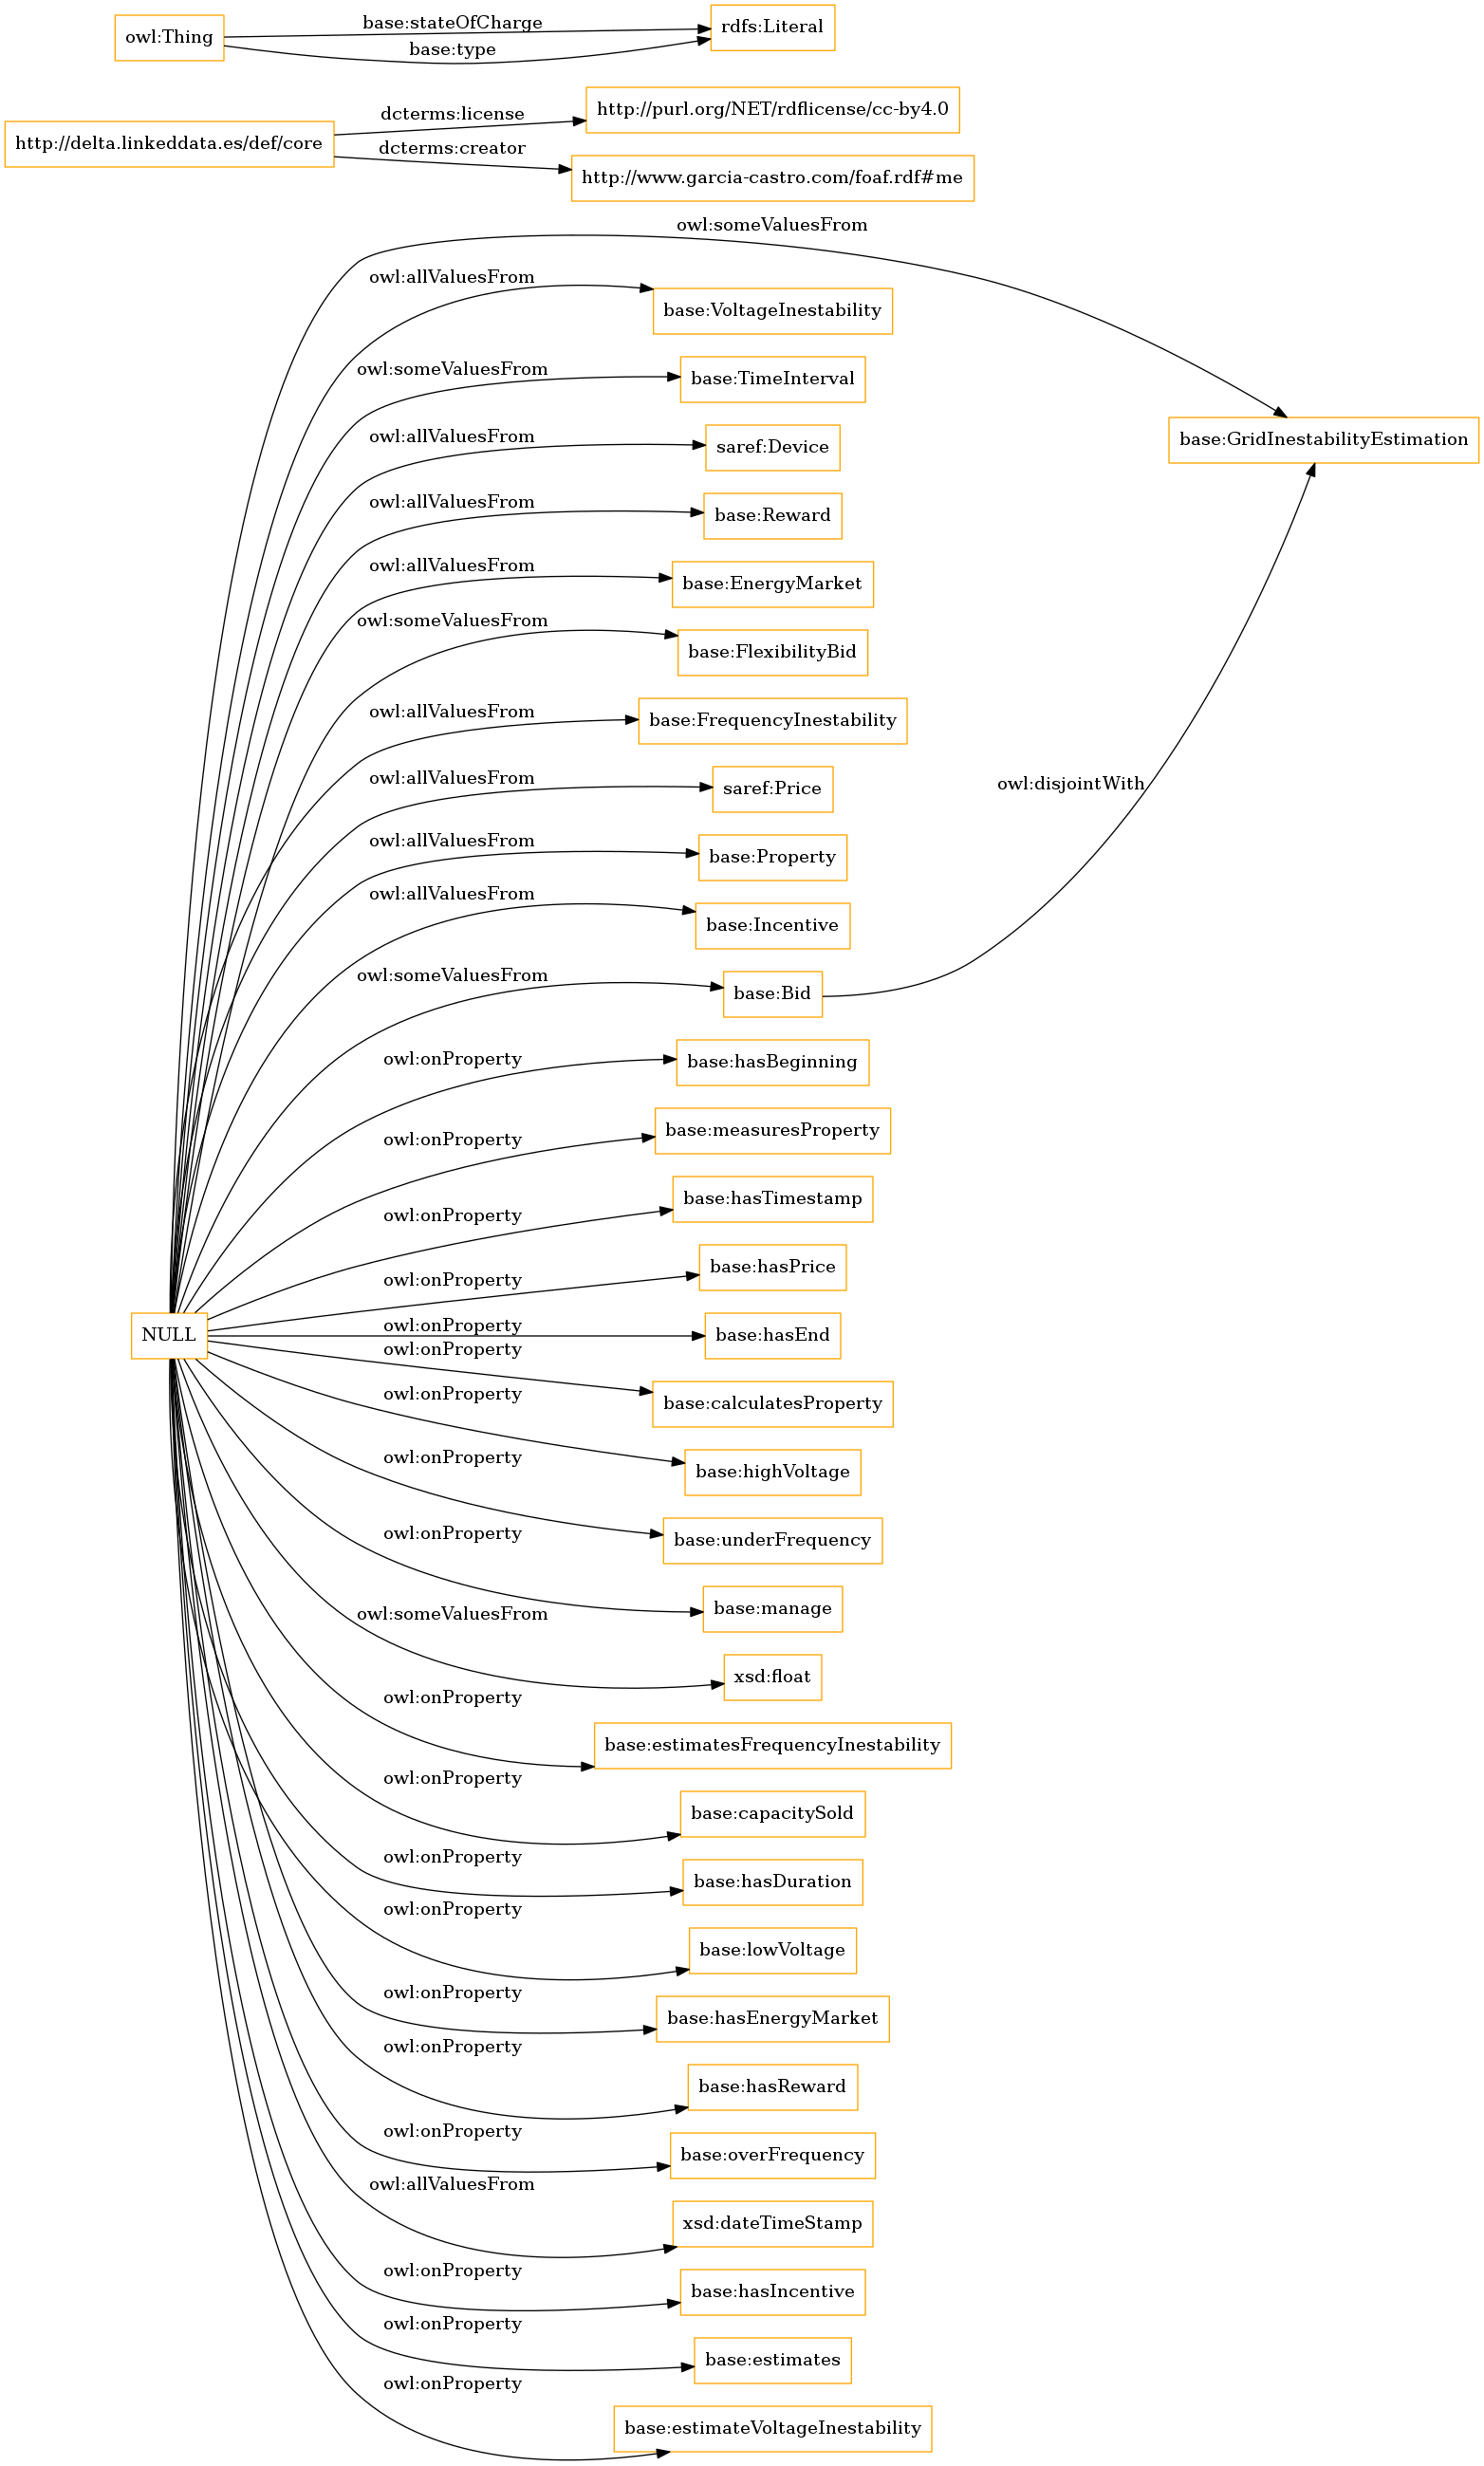 base:stateOfCharge
rdfs:Literal
owl:Thing
base:type
http://purl.org/NET/rdflicense/cc-by4.0
dcterms:license
http://delta.linkeddata.es/def/core
dcterms:creator
http://www.garcia-castro.com/foaf.rdf#me
owl:someValuesFrom
owl:allValuesFrom
base:VoltageInestability
owl:someValuesFrom
base:TimeInterval
base:GridInestabilityEstimation
owl:allValuesFrom
saref:Device
owl:allValuesFrom
base:Reward
owl:allValuesFrom
base:EnergyMarket
owl:someValuesFrom
base:FlexibilityBid
owl:allValuesFrom
base:FrequencyInestability
owl:allValuesFrom
saref:Price
owl:disjointWith
owl:allValuesFrom
base:Property
owl:allValuesFrom
base:Incentive
owl:someValuesFrom
base:Bid
owl:onProperty
base:hasBeginning
owl:onProperty
base:measuresProperty
owl:onProperty
base:hasTimestamp
owl:onProperty
base:hasPrice
NULL
owl:onProperty
base:hasEnd
owl:onProperty
base:calculatesProperty
owl:onProperty
base:highVoltage
owl:onProperty
base:underFrequency
owl:onProperty
base:manage
owl:someValuesFrom
xsd:float
owl:onProperty
base:estimatesFrequencyInestability
owl:onProperty
base:capacitySold
owl:onProperty
base:hasDuration
owl:onProperty
base:lowVoltage
owl:onProperty
base:hasEnergyMarket
owl:onProperty
base:hasReward
owl:onProperty
base:overFrequency
owl:allValuesFrom
xsd:dateTimeStamp
owl:onProperty
base:hasIncentive
owl:onProperty
base:estimates
owl:onProperty
base:estimateVoltageInestability